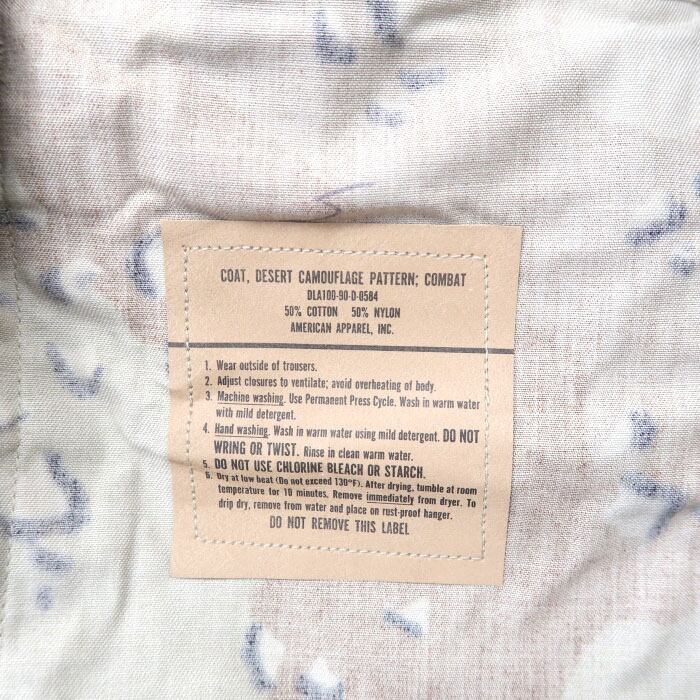 COAT, DESERT CAMOUFLAGE PATTERN; COMBAT
DLA100-90-D-0584
50% COTTON 50% NYLON
AMERICAN APPAREL, INC.
1. Wear outside of trousers.
2. Adjust closures to ventilate; avoid overheating of body.
3. Machine washing. Use Permanent Press Cycle. Wash in warm water
with mild detergent.
4. Hand washing. Wash in warm water using mild detergent. DO NOT
WRING OR TWIST. Rinse in clean warm water.
5. DO NOT USE CHLORINE BLEACH OR STARCH.
6. Dry at low heat (Do not exceed 130°F). After drying, tumble at room
temperature for 10 minutes. Remove immediately from dryer. To
drip dry, remove from water and place on rust-proof hanger.
DO NOT REMOVE THIS LABEL